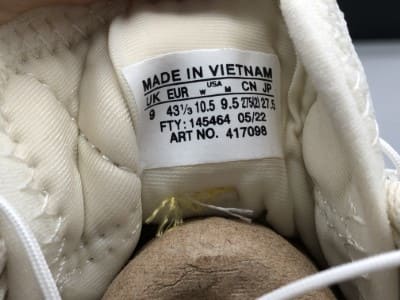 MADE IN VIETNAM
USA
UK EUR W M CN JP
9 43⅓ 10.5 9.5 275(2) 27.5
FTY: 145464 05/22
ART NO. 417098